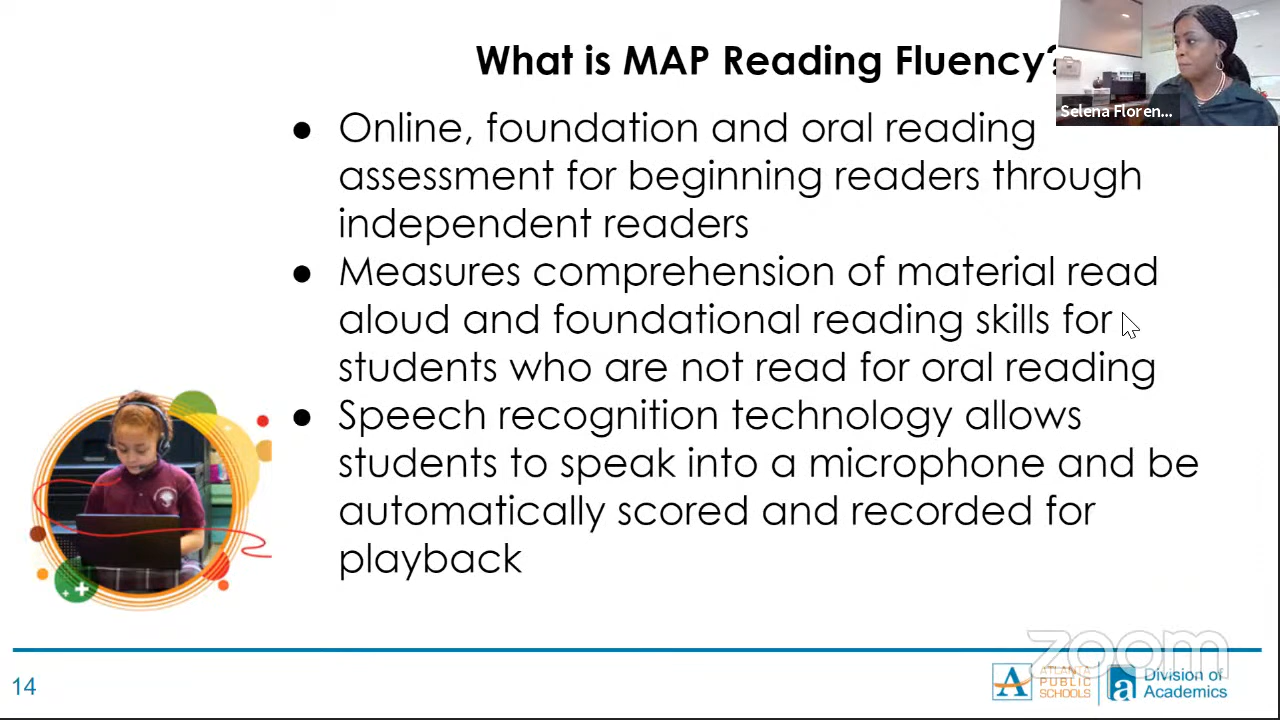 What is MAP Reading Fluency?
Selena Floren...
● Online, foundation and oral reading
assessment for beginning readers through
independent readers
● Measures comprehension of material read
aloud and foundational reading skills for
students who are not read for oral reading
● Speech recognition technology allows
students to speak into a microphone and be
automatically scored and recorded for
playback
zoom
14
ATLANTA
PUBLIC
SCHOOLS
Division of
Academics